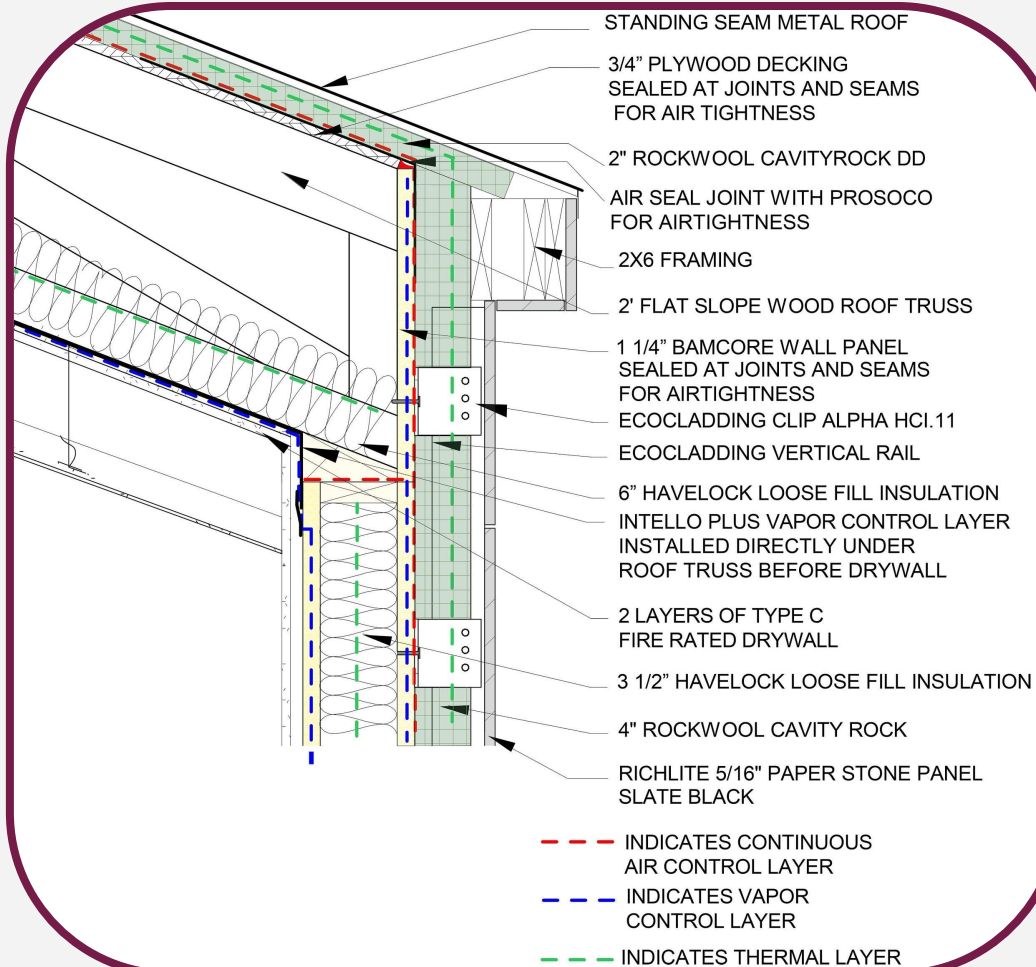 STANDING SEAM METAL ROOF
3/4” PLYWOOD DECKING
SEALED AT JOINTS AND SEAMS
FOR AIR TIGHTNESS
2" ROCKWOOL CAVITYROCK DD
AIR SEAL JOINT WITH PROSOCO
FOR AIRTIGHTNESS
2X6 FRAMING
2' FLAT SLOPE WOOD ROOF TRUSS
1 1/4” BAMCORE WALL PANEL
SEALED AT JOINTS AND SEAMS
FOR AIRTIGHTNESS
ECOCLADDING CLIP ALPHA HCI.11
ECOCLADDING VERTICAL RAIL
6” HAVELOCK LOOSE FILL INSULATION
INTELLO PLUS VAPOR CONTROL LAYER
INSTALLED DIRECTLY UNDER
ROOF TRUSS BEFORE DRYWALL
2 LAYERS OF TYPE C
FIRE RATED DRYWALL
3 1/2” HAVELOCK LOOSE FILL INSULATION
4" ROCKWOOL CAVITY ROCK
RICHLITE 5/16" PAPER STONE PANEL
SLATE BLACK
INDICATES CONTINUOUS
AIR CONTROL LAYER
INDICATES VAPOR
CONTROL LAYER
INDICATES THERMAL LAYER